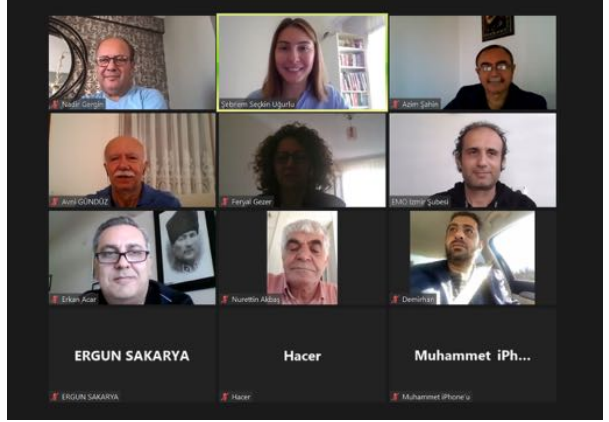 Nadir Gergin
Sebnem Seçkin Uğurlu
Azim Şahin
Avni GÜNDÜZ
Feryal Gezer
EMO İzmir Şubesi
Erkan Acar
Nurettin Akbaş
Demirhan
ERGUN SAKARYA
Hacer
Muhammet iPh...
ERGUN SAKARYA
Hacer
Muhammet iPhone'u